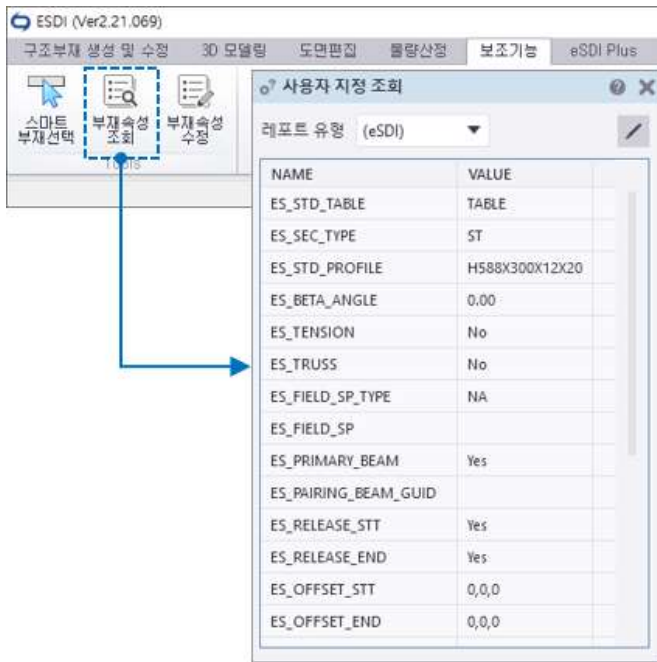 ESDI (Ver2.21.069)
구조부재 생성 및 수정 3D 모델링 도면편집 물량산정 보조기능 eSDI Plus
스마트 부재선택
부재속성 조회
부재속성 수정
Tools
사용자 지정 조회
레포트 유형 (eSDI)
NAME VALUE
ES_STD_TABLE TABLE
ES_SEC_TYPE ST
ES_STD_PROFILE H588X300X12X20
ES_BETA_ANGLE 0.00
ES_TENSION No
ES_TRUSS No
ES_FIELD_SP_TYPE NA
ES_FIELD_SP
ES_PRIMARY_BEAM Yes
ES_PAIRING_BEAM_GUID
ES_RELEASE_STT Yes
ES_RELEASE_END Yes
ES_OFFSET_STT 0,0,0
ES_OFFSET_END 0,0,0